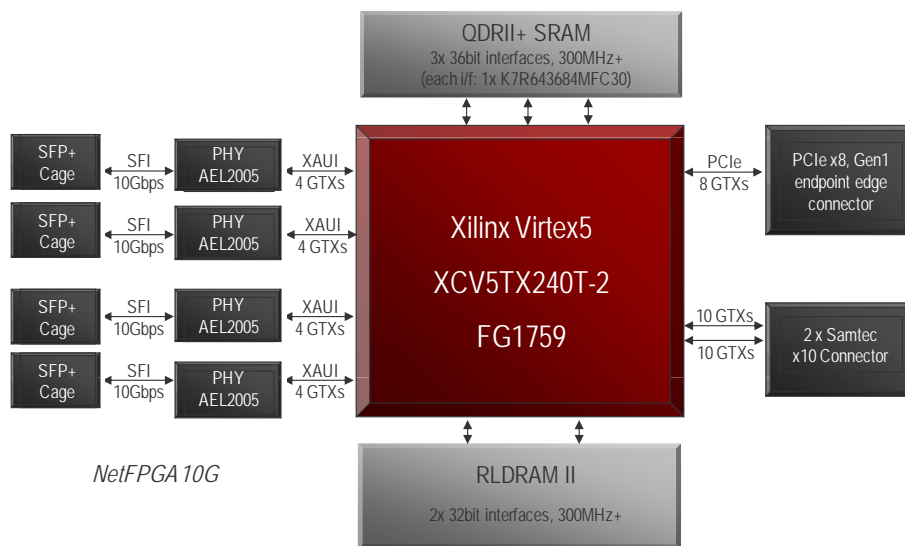 QDRII+ SRAM
3x 36bit interfaces, 300MHz+
(each i/f: 1x K7R643684MFC30)
SFP+
Cage
SFI
10Gbps
PHY
AEL2005
XAUI
4 GTXs
SFP+
Cage
SFI
10Gbps
PHY
AEL2005
XAUI
4 GTXs
SFP+
Cage
SFI
10Gbps
PHY
AEL2005
XAUI
4 GTXs
SFP+
Cage
SFI
10Gbps
PHY
AEL2005
XAUI
4 GTXs
Xilinx Virtex5
XCV5TX240T-2
FG1759
PCIe
8 GTXs
PCIe x8, Gen1
endpoint edge
connector
10 GTXs
10 GTXs
2 x Samtec
x10 Connector
NetFPGA 10G
RLDRAM II
2x 32bit interfaces, 300MHz+